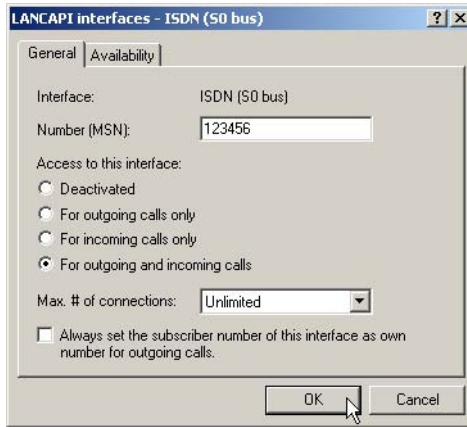 LANCAPI interfaces - ISDN (S0 bus)
General Availability
Interface: ISDN (S0 bus)
Number (MSN): 123456
Access to this interface:
Deactivated
For outgoing calls only
For incoming calls only
For outgoing and incoming calls
Max. # of connections: Unlimited
Always set the subscriber number of this interface as own
number for outgoing calls.
OK Cancel